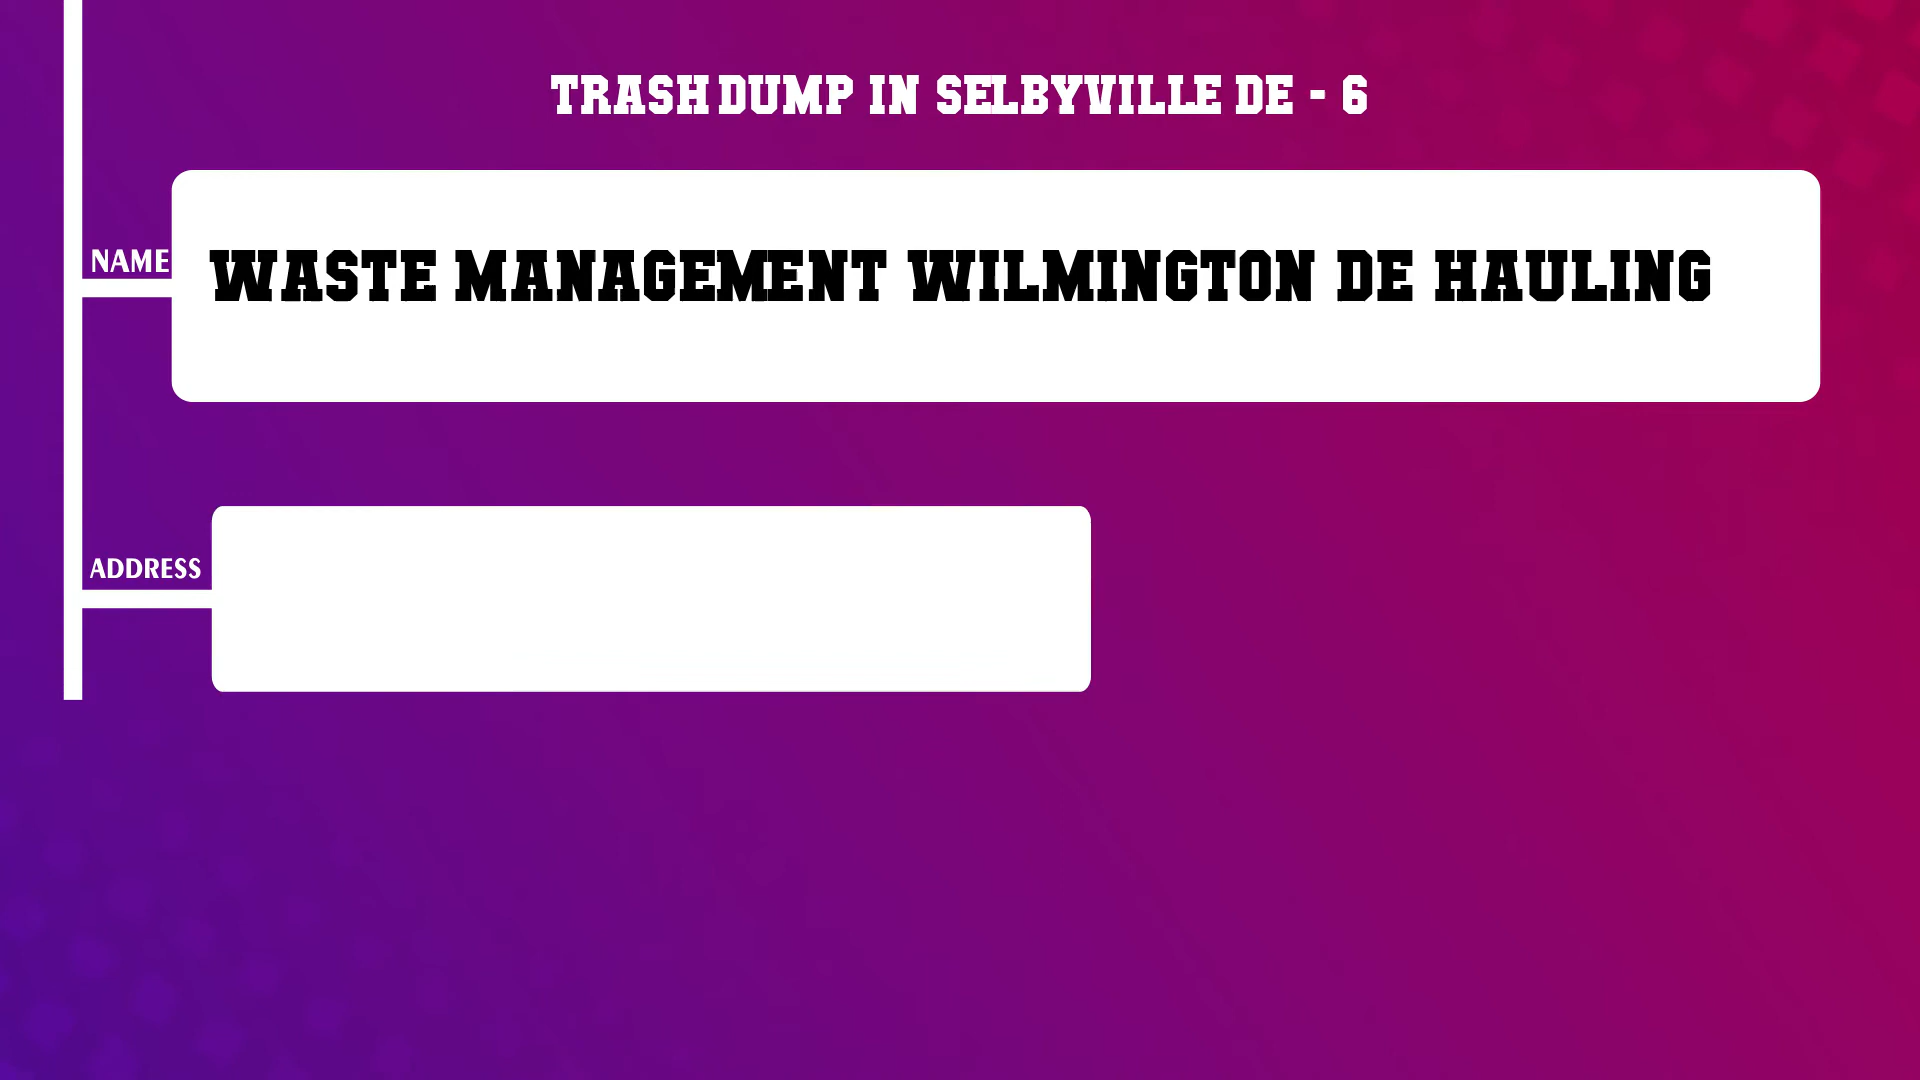 TRASH DUMP IN SELBYVILLE DE - 6
NAME
WASTE MANAGEMENT WILMINGTON DE HAULING
ADDRESS